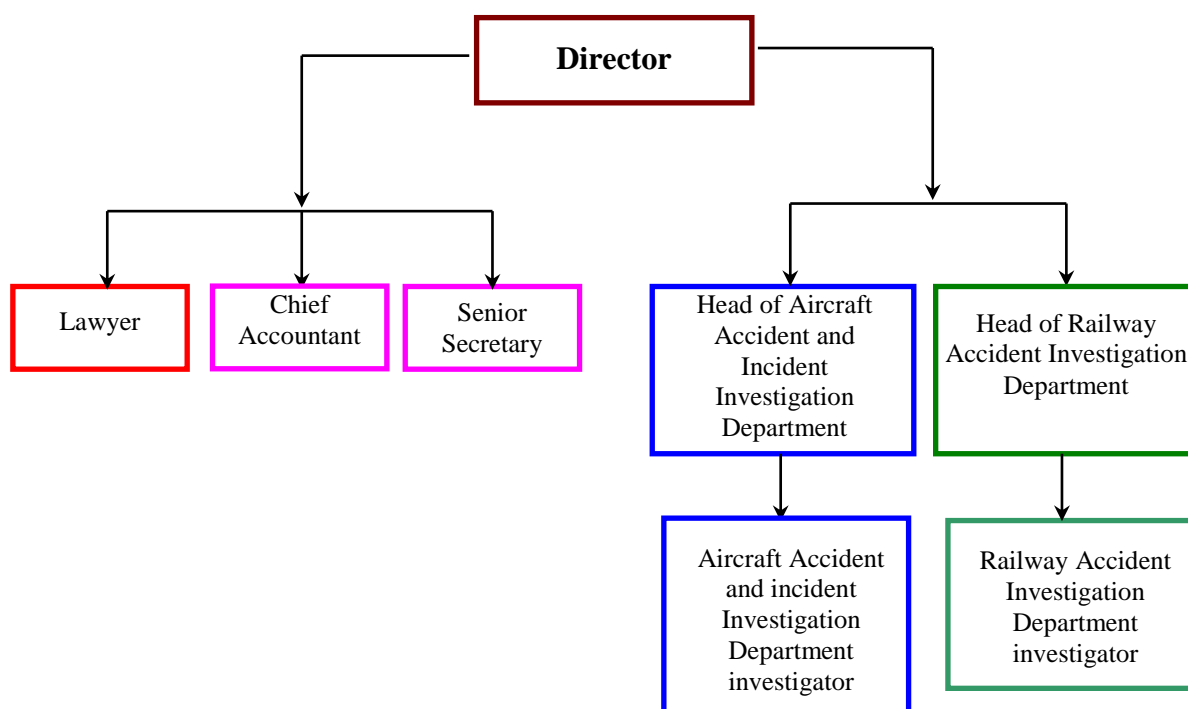 Director
Lawyer
Chief
Accountant
Senior
Secretary
Head of Aircraft
Accident and
Incident
Investigation
Department
Head of Railway
Accident Investigation
Department
Aircraft Accident
and incident
Investigation
Department
investigator
Railway Accident
Investigation
Department
investigator